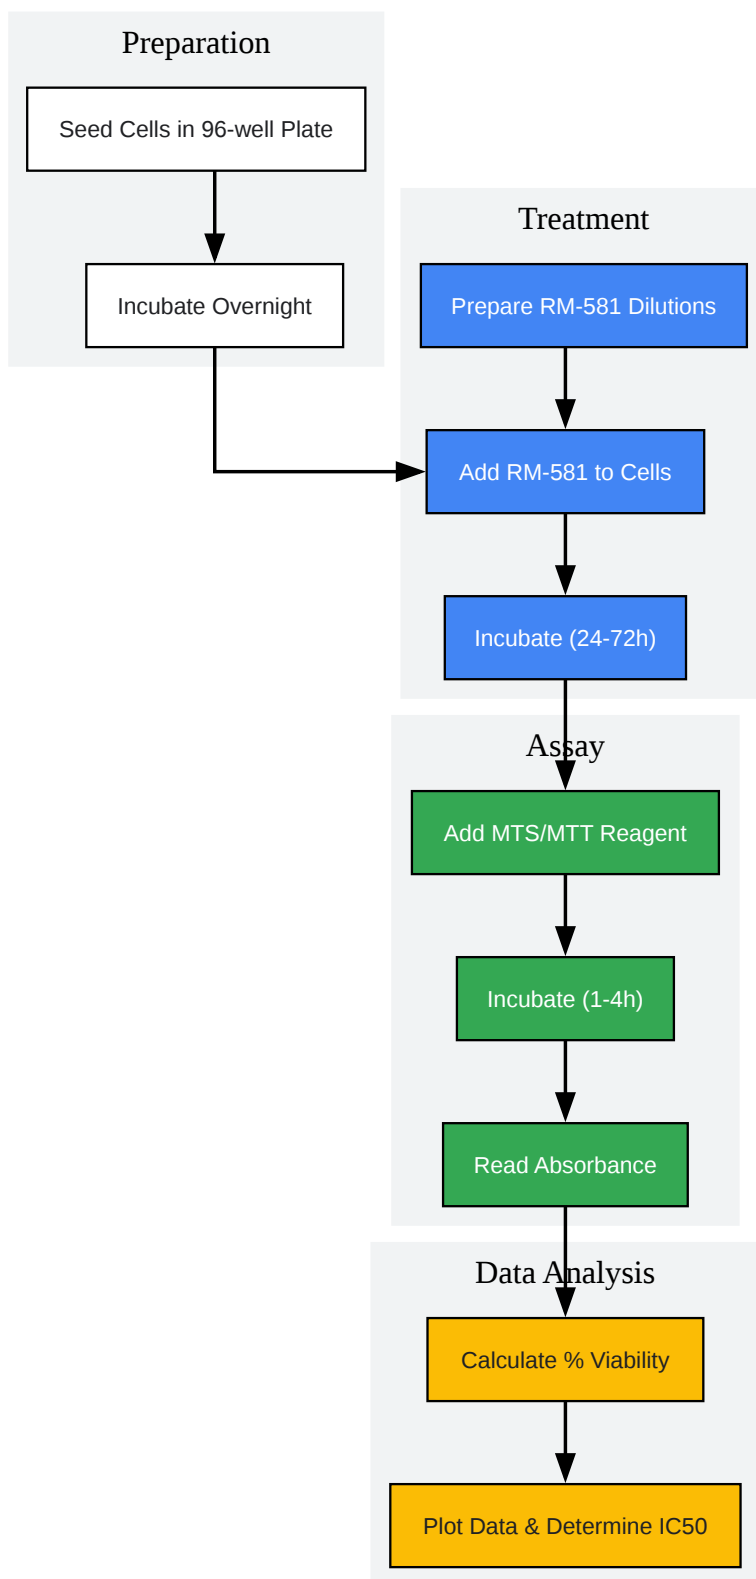 Preparation
Seed Cells in 96-well Plate
Incubate Overnight
Treatment
Prepare RM-581 Dilutions
Add RM-581 to Cells
Incubate (24-72h)
Assay
Add MTS/MTT Reagent
Incubate (1-4h)
Read Absorbance
Data Analysis
Calculate % Viability
Plot Data & Determine IC50